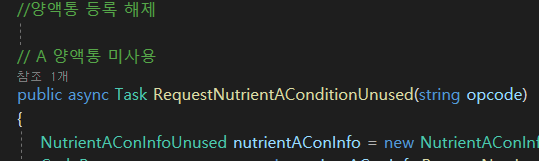 //양액통 등록 해제
// A 양액통 미사용
참조 1개
public async Task RequestNutrientAConditionUnused(string opcode)
{
NutrientAConInfoUnused nutrientAConInfo = new NutrientAConInf